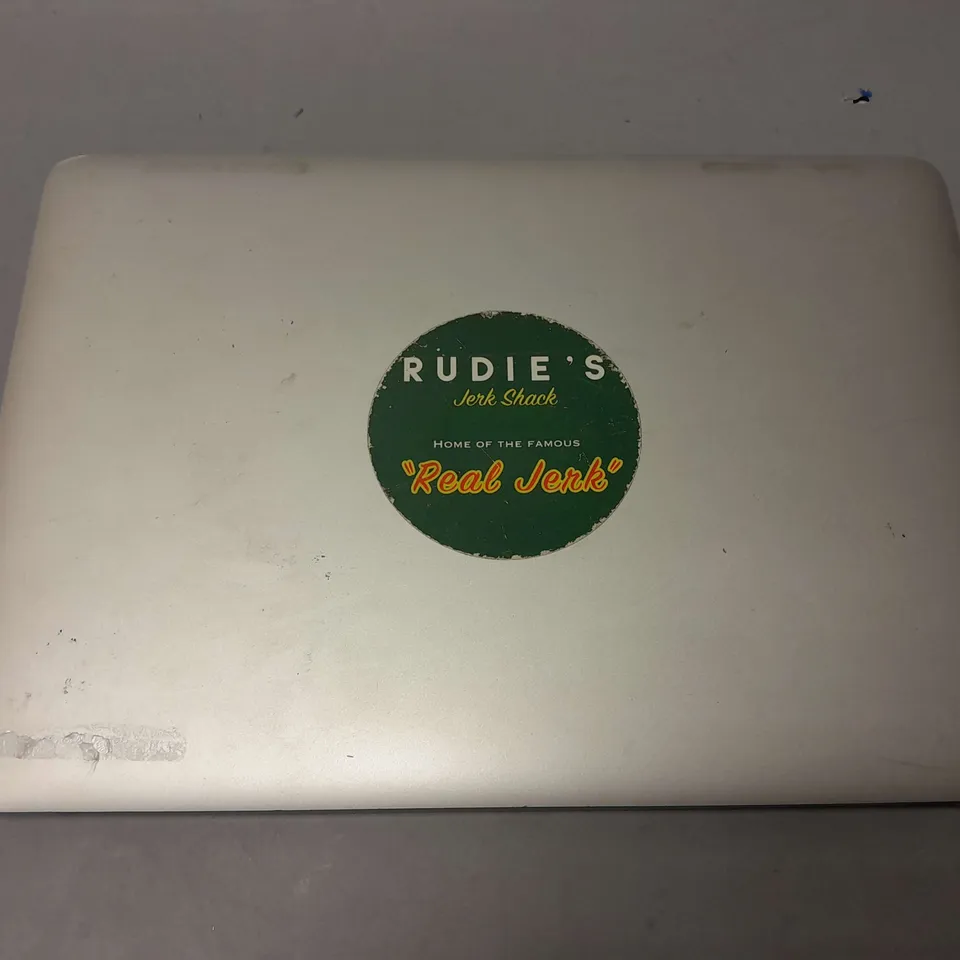 RUDIE'S
Jerk Shack
HOME OF THE FAMOUS
"Real Jerk"